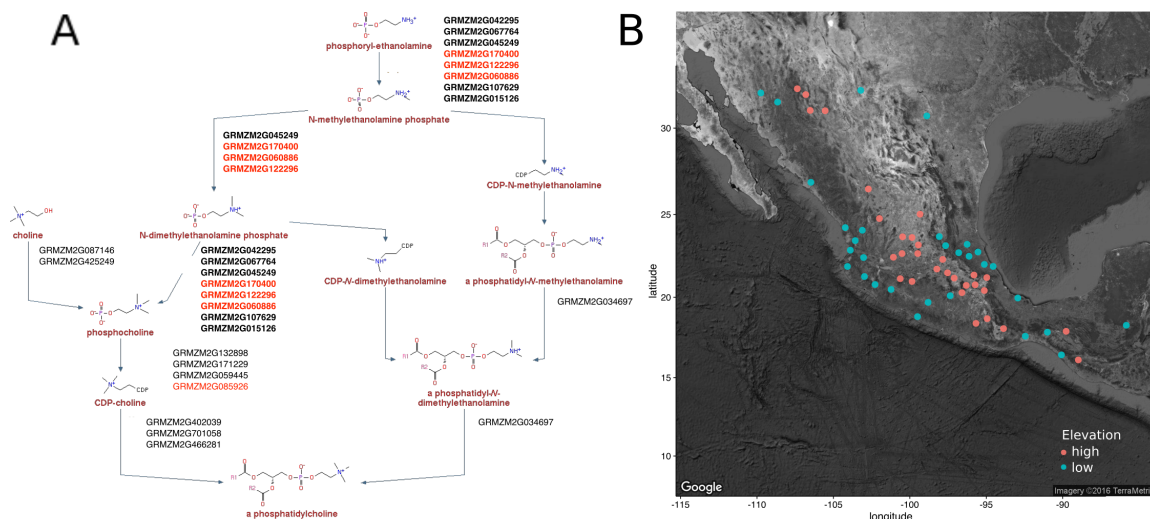 A
phosphoryl-ethanolamine
GRMZM2G042295
GRMZM2G067764
GRMZM2G045249
GRMZM2G170400
GRMZM2G122296
GRMZM2G060886
GRMZM2G107629
GRMZM2G015126
N-methylethanolamine phosphate
GRMZM2G045249
GRMZM2G170400
GRMZM2G060886
GRMZM2G122296
CDP-N-methylethanolamine
choline
N-dimethylethanolamine phosphate
GRMZM2G087146
GRMZM2G425249
GRMZM2G042295
GRMZM2G067764
GRMZM2G045249
GRMZM2G170400
GRMZM2G122296
GRMZM2G060886
GRMZM2G107629
GRMZM2G015126
CDP-N-dimethylethanolamine
a phosphatidyl-N-methylethanolamine
GRMZM2G034697
phosphocholine
GRMZM2G132898
GRMZM2G171229
GRMZM2G059445
GRMZM2G085926
CDP-choline
a phosphatidyl-N-
dimethylethanolamine
GRMZM2G402039
GRMZM2G701058
GRMZM2G466281
GRMZM2G034697
a phosphatidylcholine
B
latitude
30
25
20
15
10
Elevation
high
low
Google
Imagery ©2016 TerraMetri
-115
-110
-105
-100
-95
-90
longitude